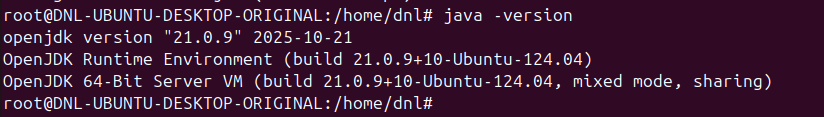 root@DNL-UBUNTU-DESKTOP-ORIGINAL:/home/dnl# java -version
openjdk version "21.0.9" 2025-10-21
OpenJDK Runtime Environment (build 21.0.9+10-Ubuntu-124.04)
OpenJDK 64-Bit Server VM (build 21.0.9+10-Ubuntu-124.04, mixed mode, sharing)
root@DNL-UBUNTU-DESKTOP-ORIGINAL:/home/dnl#